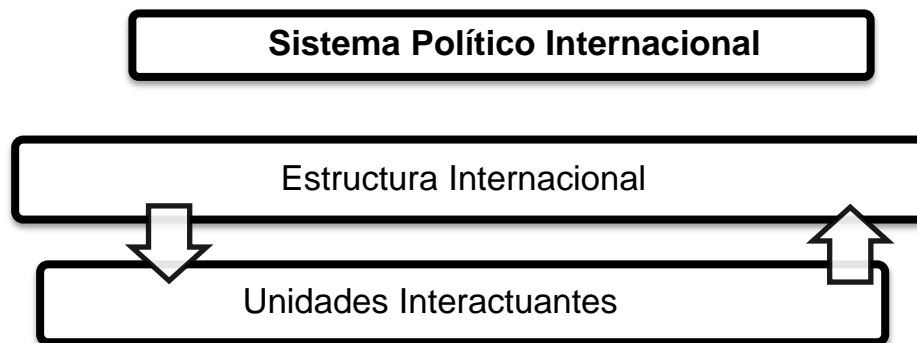 Sistema Político Internacional
Estructura Internacional
Unidades Interactuantes